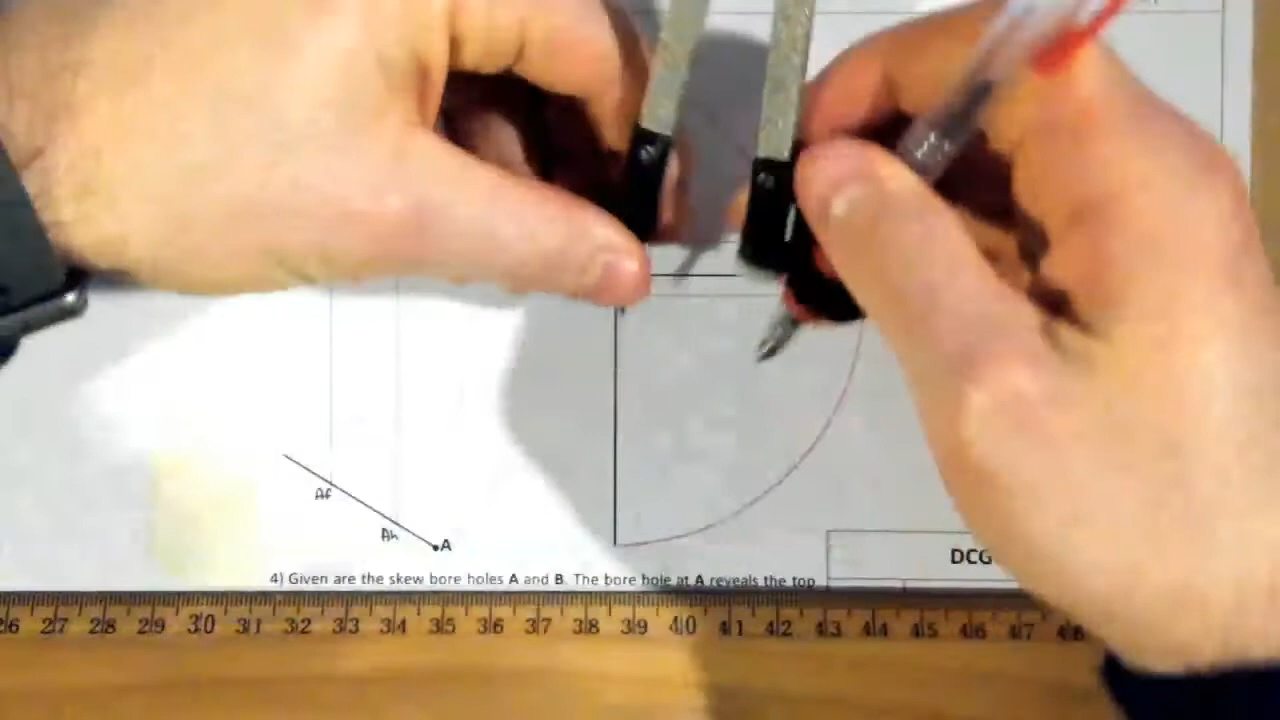 Af
Ah
A
DCG
4) Given are the skew bore holes A and B. The bore hole at A reveals the top
26 27 28 29 30 31 32 33 34 35 36 37 38 39 40 41 42 43 44 45 46 47 48